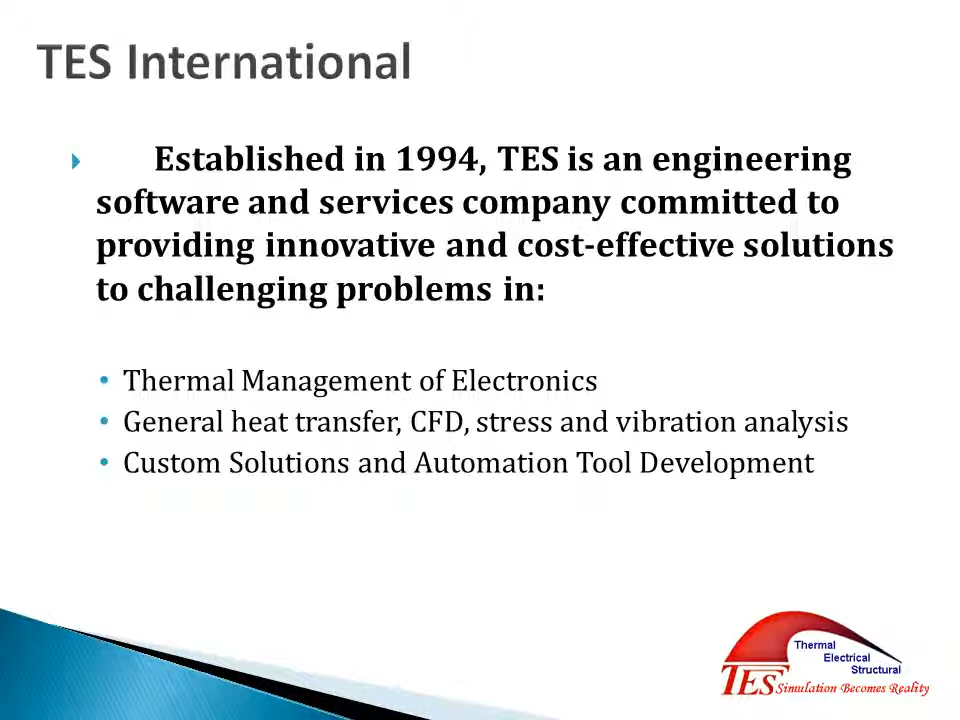 TES International
Established in 1994, TES is an engineering
software and services company committed to
providing innovative and cost-effective solutions
to challenging problems in:
• Thermal Management of Electronics
• General heat transfer, CFD, stress and vibration analysis
• Custom Solutions and Automation Tool Development
Thermal
Electrical
Structural
TES Simulation Becomes Reality